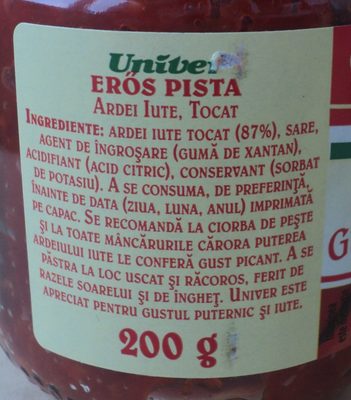 Univer
ERŐS PISTA
ARDEI IUTE, TOCAT
INGREDIENTE: ARDEI IUTE TOCAT (87%), SARE,
AGENT DE ÎNGROŞARE (GUMĂ DE XANTAN),
ACIDIFIANT (ACID CITRIC), CONSERVANT (SORBAT
DE POTASIU). A SE CONSUMA, DE PREFERINŢĂ,
ÎNAINTE DE DATA (ZIUA, LUNA, ANUL) IMPRIMATĂ
PE CAPAC. SE RECOMANDĂ LA CIORBA DE PEŞTE
ŞI LA TOATE MÂNCĂRURILE CĂRORA PUTEREA
ARDEIULUI IUTE LE CONFERĂ GUST PICANT. A SE
PĂSTRA LA LOC USCAT ŞI RĂCOROS, FERIT DE
RAZELE SOARELUI ŞI DE ÎNGHEŢ. UNIVER ESTE
APRECIAT PENTRU GUSTUL PUTERNIC ŞI IUTE.
200 g
G